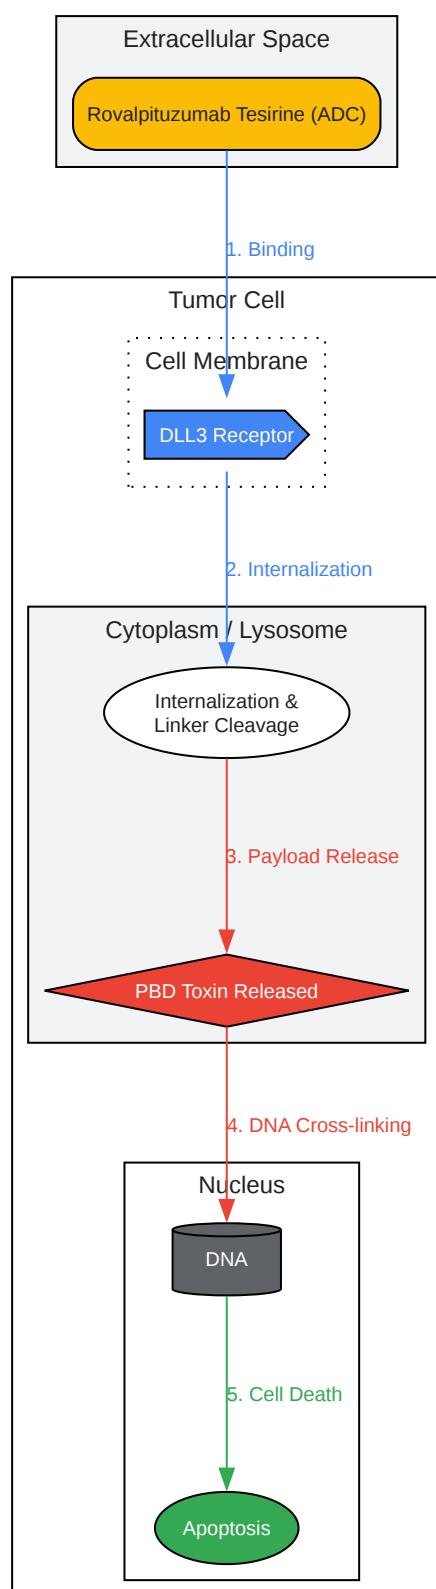 Extracellular Space
Rovalpituzumab Tesirine (ADC)
1. Binding
Tumor Cell
Cell Membrane
DLL3 Receptor
2. Internalization
Cytoplasm / Lysosome
Internalization &
Linker Cleavage
3. Payload Release
PBD Toxin Released
4. DNA Cross-linking
Nucleus
DNA
5. Cell Death
Apoptosis